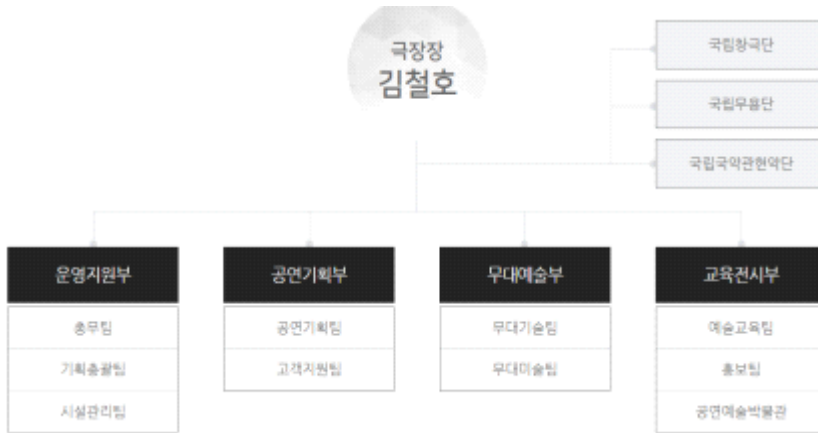 극장장
김철호
국립창극단
국립무용단
국립국악관현악단
운영지원부
총무팀
기획총괄팀
시설관리팀
공연기획부
공연기획팀
고객지원팀
무대예술부
무대기술팀
무대미술팀
교육전시부
예술교육팀
홍보팀
공연예술박물관